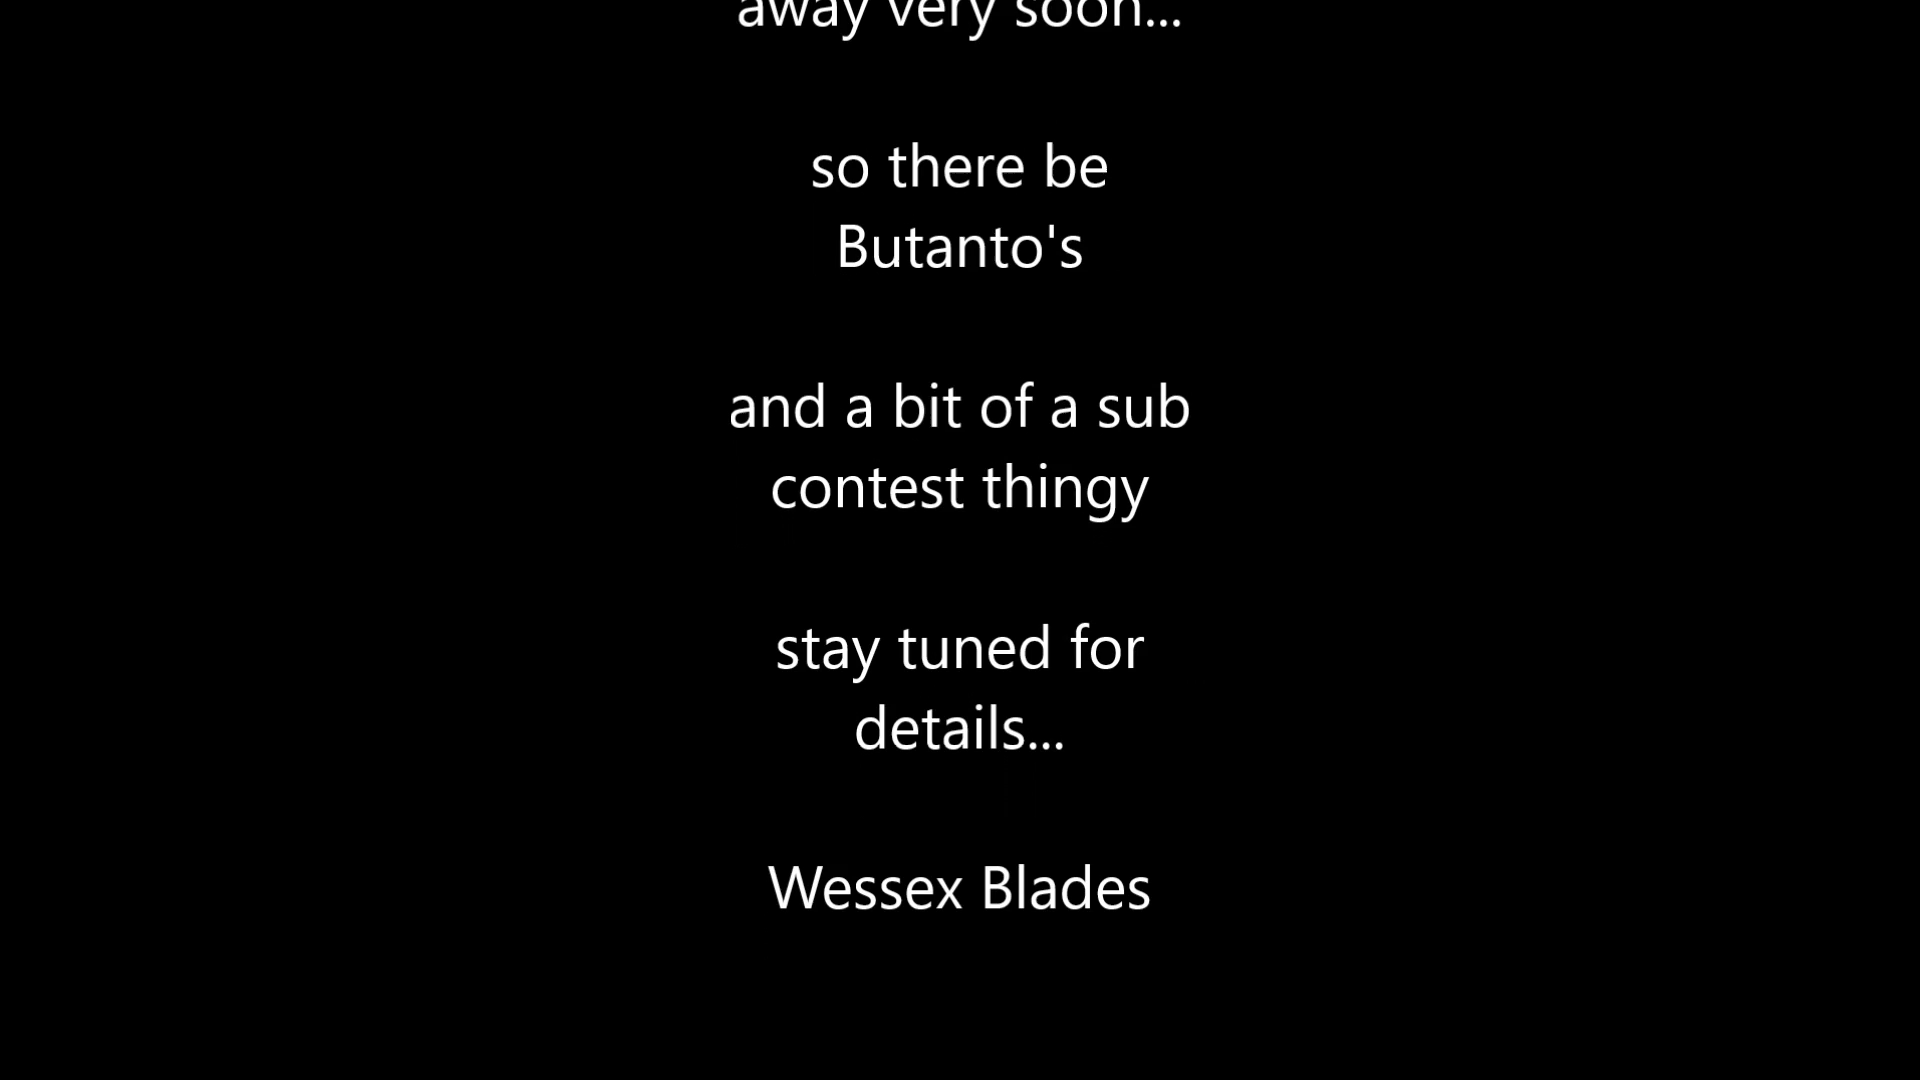 away very soon...
so there be
Butanto's
and a bit of a sub
contest thingy
stay tuned for
details...
Wessex Blades